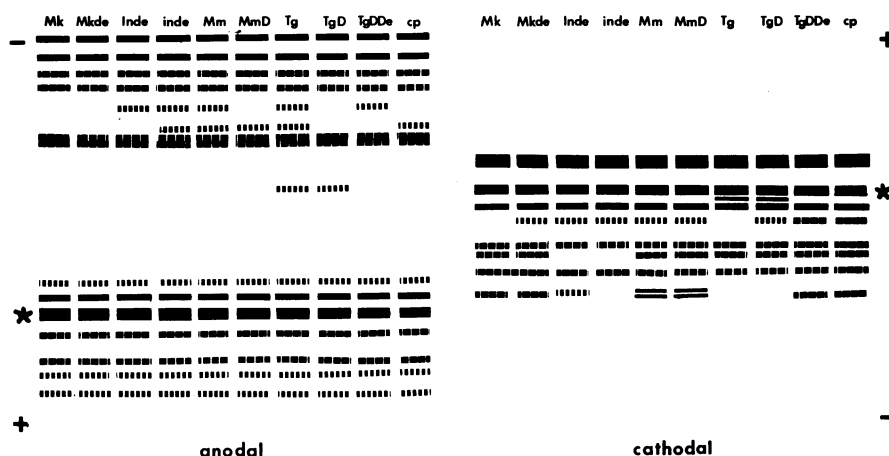 Mk Mkde Inde inde Mm MmD Tg TgD TgDDe cp
Mk Mkde Inde inde Mm MmD Tg TgD TgDDe cp
- +
* *
+ -
anodal cathodal